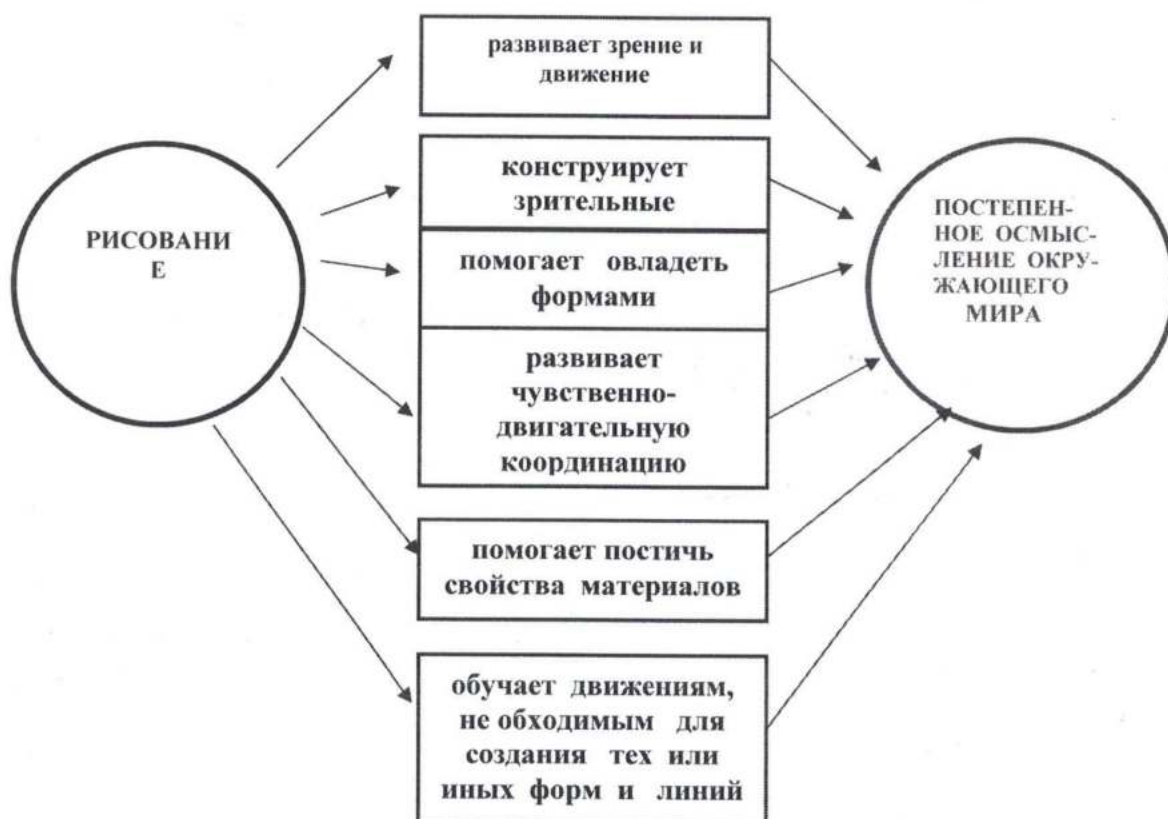 развивает зрение и
движение
конструирует
зрительные
РИСОВАНИ
Е
помогает овладеть
формами
ПОСТЕПЕН-
НОЕ ОСМЫС-
ЛЕНИЕ ОКРУ-
ЖАЮЩЕГО
МИРА
развивает
чувственно-
двигательную
координацию
помогает постичь
свойства материалов
обучает движениям,
не обходимым для
создания тех или
иных форм и линий